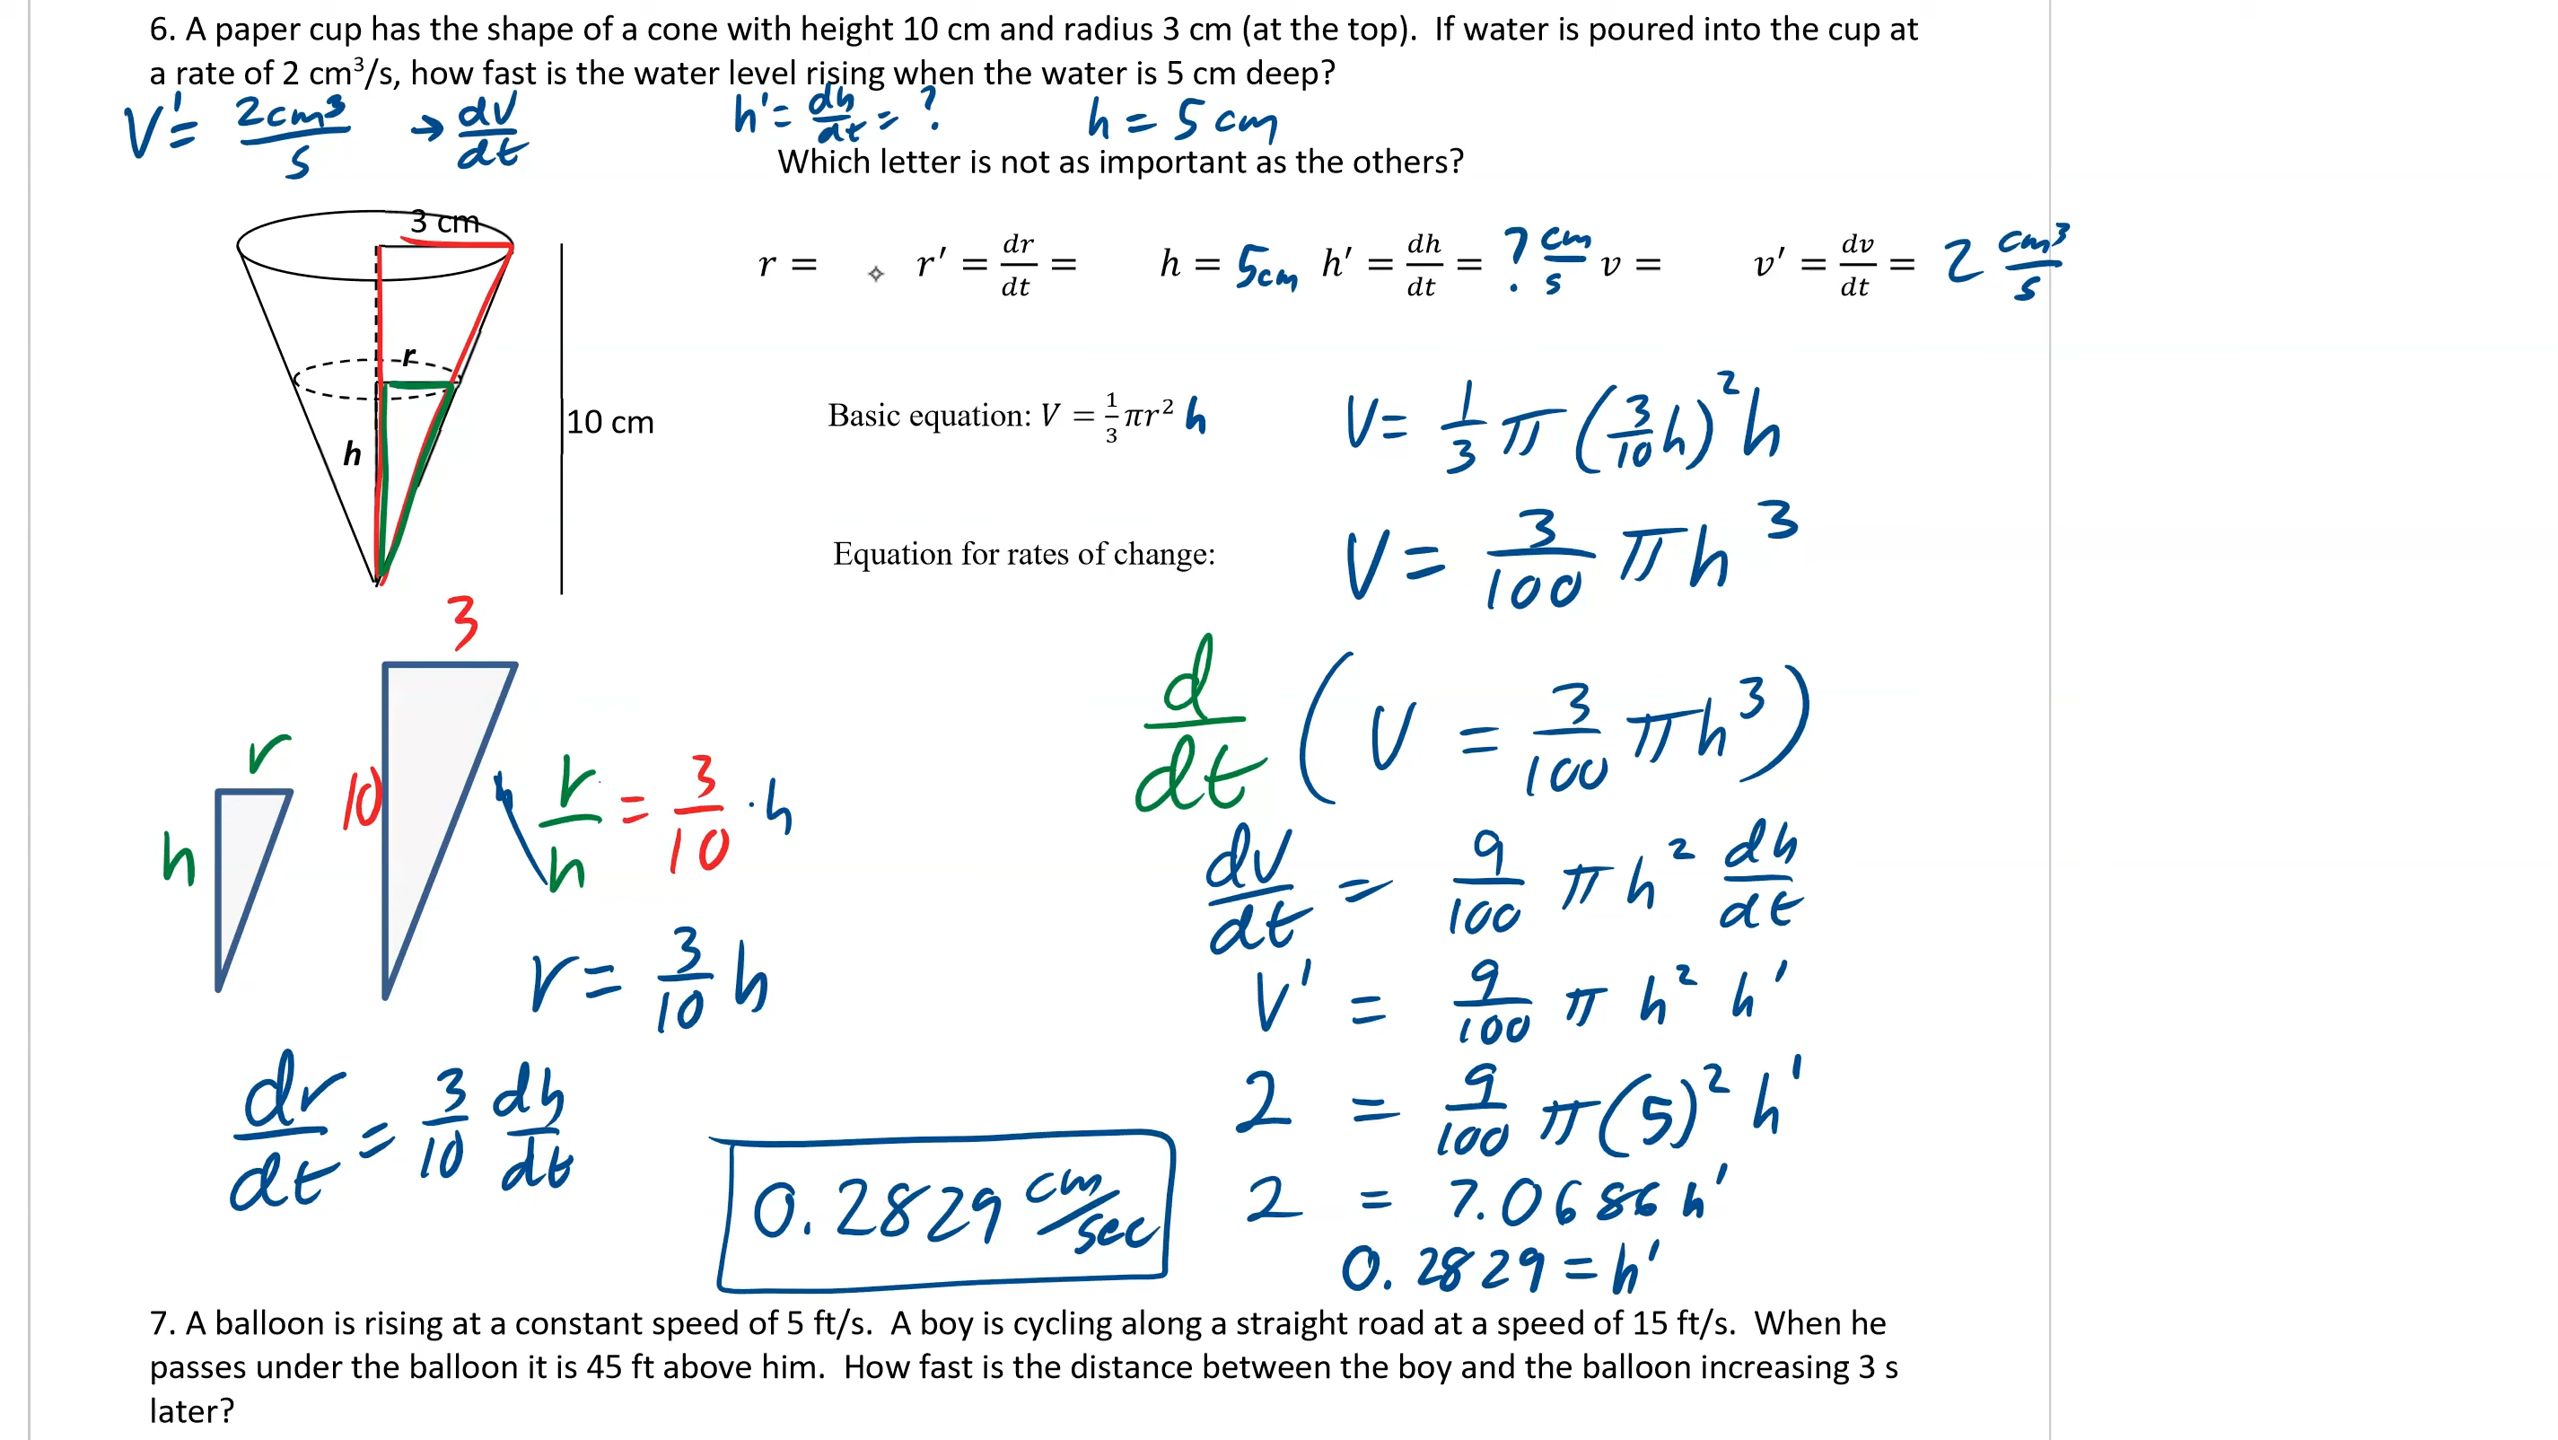 6. A paper cup has the shape of a cone with height 10 cm and radius 3 cm (at the top).  If water is poured into the cup at
a rate of 2 cm³/s, how fast is the water level rising when the water is 5 cm deep?
V' = 2cm³/s → dV/dt   h' = dh/dt = ?   h = 5 cm
Which letter is not as important as the others?
3 cm
r =   r′ = dr/dt =   h = 5cm   h′ = dh/dt = ? cm/s   v =   v′ = dv/dt = 2 cm³/s
r
h
10 cm
Basic equation: V = 1/3 πr² h   V = 1/3 π (3/10 h)² h
Equation for rates of change:   V = 3/100 π h³
3
10
r
h
h · r/h = 3/10 · h
r = 3/10 h
dr/dt = 3/10 dh/dt
d/dt (V = 3/100 πh³)
dV/dt = 9/100 π h² dh/dt
V' = 9/100 π h² h'
2 = 9/100 π(5)² h'
2 = 7.0686 h'
0.2829 = h'
0.2829 cm/sec
7. A balloon is rising at a constant speed of 5 ft/s.  A boy is cycling along a straight road at a speed of 15 ft/s.  When he
passes under the balloon it is 45 ft above him.  How fast is the distance between the boy and the balloon increasing 3 s
later?